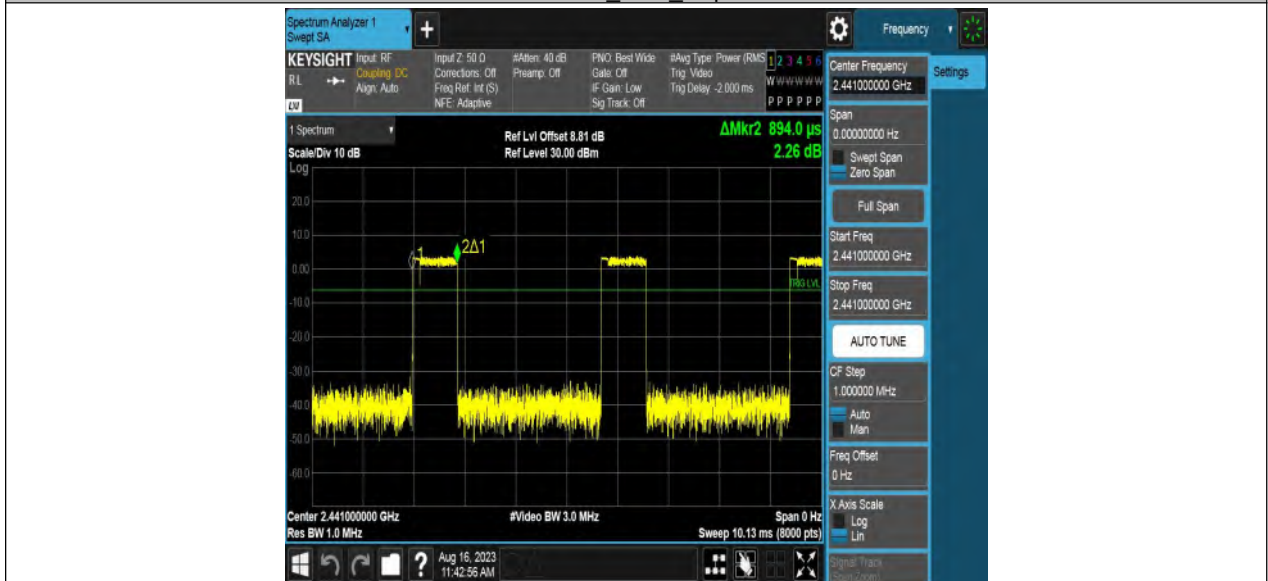 Spectrum Analyzer 1
Swept SA
+
Frequency
KEYSIGHT
RL
LW
Input: RF
Coupling: DC
Align: Auto
Input Z: 50 Ω
Corrections: Off
Freq Ref: Int (S)
NFE: Adaptive
#Atten: 40 dB
Preamp: Off
PNO: Best Wide
Gate: Off
IF Gain: Low
Sig Track: Off
#Avg Type: Power (RMS
Trig: Video
Trig Delay: -2.000 ms
1 2 3 4 5 6
W W W W W W
P P P P P P
Settings
1 Spectrum
Scale/Div 10 dB
Ref Lvl Offset 8.81 dB
Ref Level 30.00 dBm
ΔMkr2 894.0 µs
2.26 dB
Log
20.0
10.0
0.00
-10.0
-20.0
-30.0
-40.0
-50.0
-60.0
1
2Δ1
TRIG LVL
Center 2.441000000 GHz
Res BW 1.0 MHz
#Video BW 3.0 MHz
Span 0 Hz
Sweep 10.13 ms (8000 pts)
Center Frequency
2.441000000 GHz
Span
0.00000000 Hz
Swept Span
Zero Span
Full Span
Start Freq
2.441000000 GHz
Stop Freq
2.441000000 GHz
AUTO TUNE
CF Step
1.000000 MHz
Auto
Man
Freq Offset
0 Hz
X Axis Scale
Log
Lin
Signal Track
(Span Zoom)
?
Aug 16, 2023
11:42:56 AM